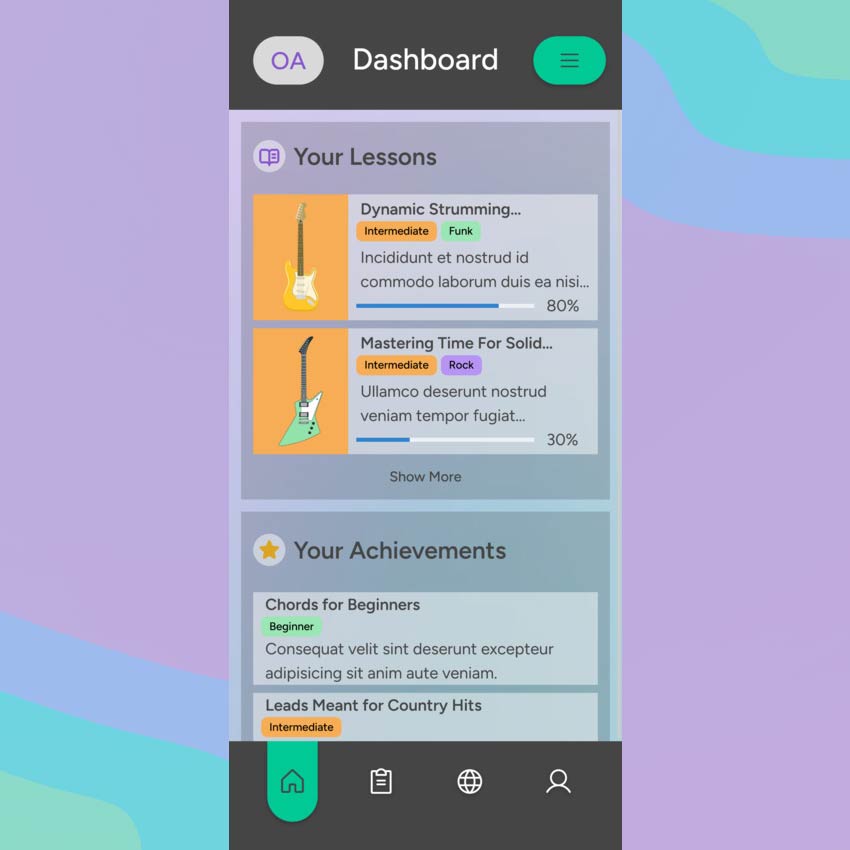 OA
Dashboard
Your Lessons
Dynamic Strumming...
Intermediate Funk
Incididunt et nostrud id
commodo laborum duis ea nisi...
80%
Mastering Time For Solid...
Intermediate Rock
Ullamco deserunt nostrud
veniam tempor fugiat...
30%
Show More
Your Achievements
Chords for Beginners
Beginner
Consequat velit sint deserunt excepteur
adipisicing sit anim aute veniam.
Leads Meant for Country Hits
Intermediate